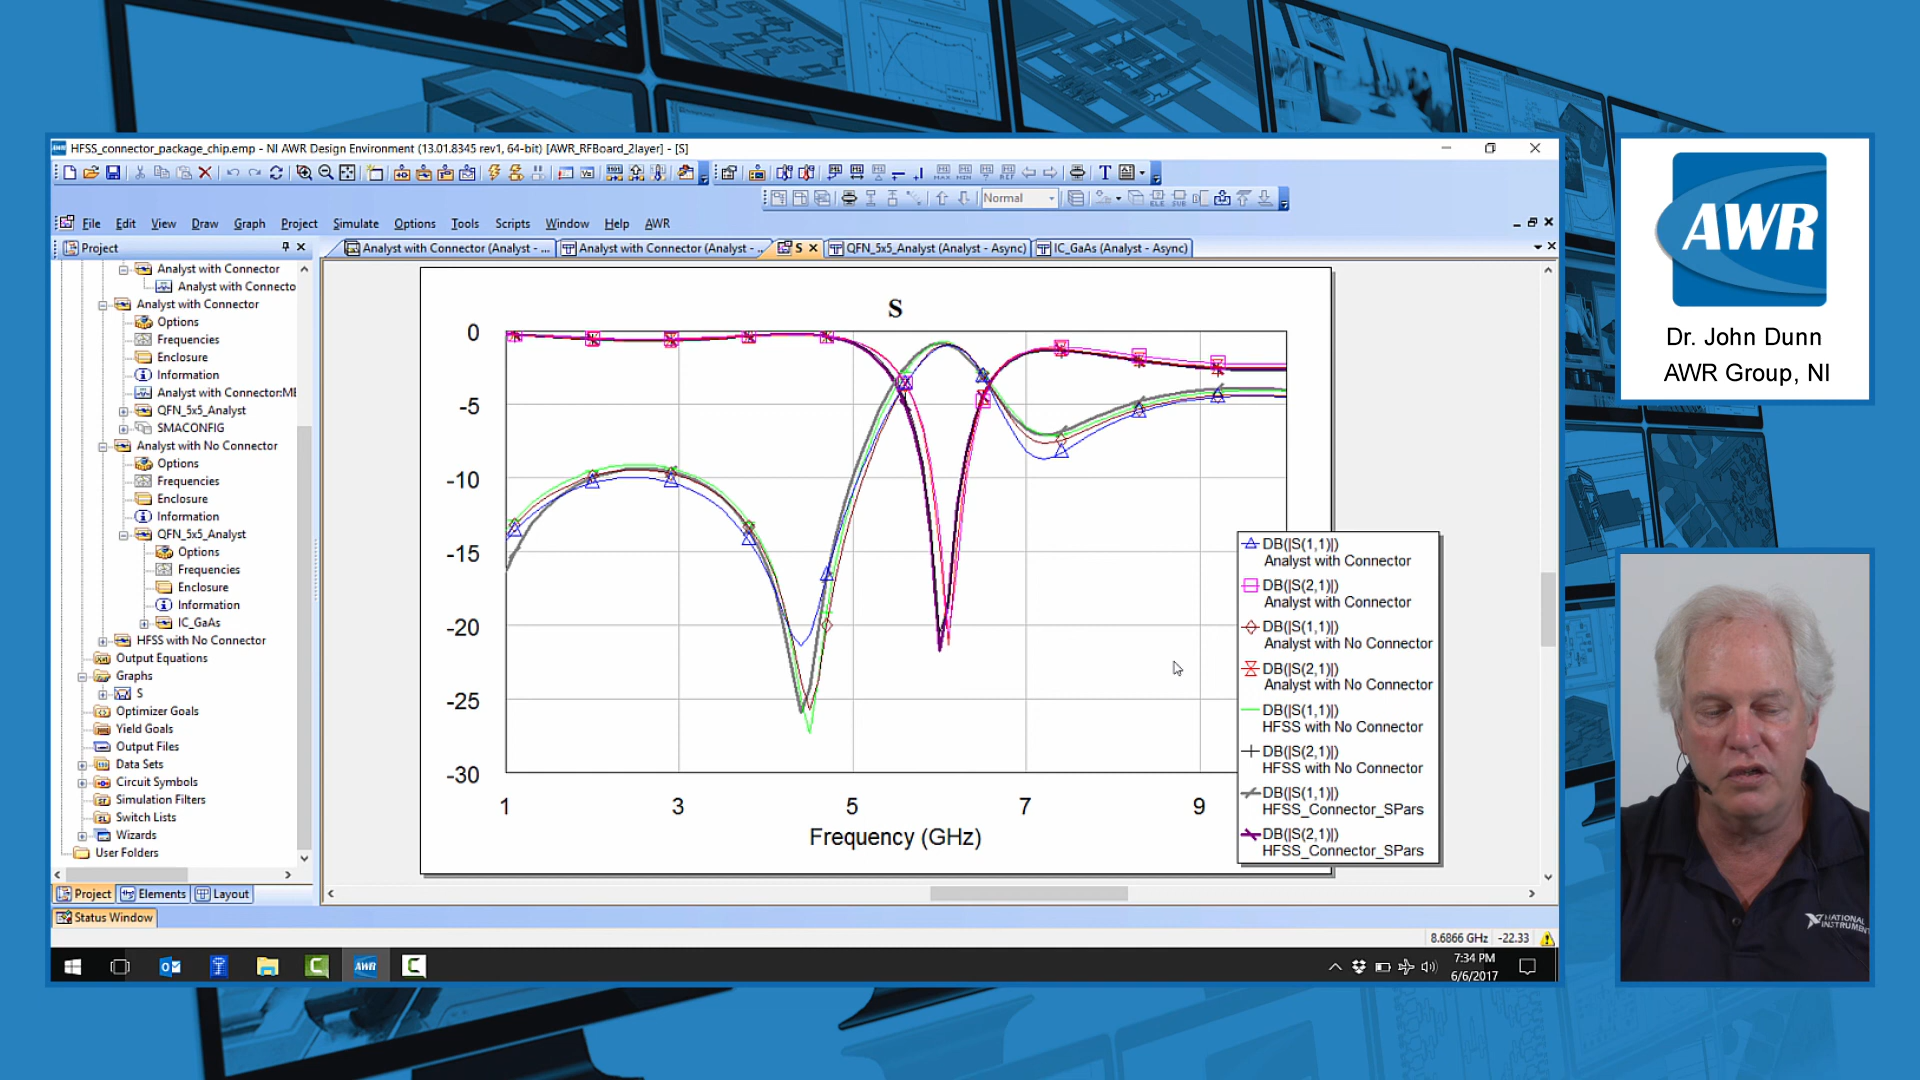 HFSS_connector_package_chip.emp - NI AWR Design Environment (13.01.8345 rev1, 64-bit) [AWR_RFBoard_2layer] - [S]
Normal
File Edit View Draw Graph Project Simulate Options Tools Scripts Window Help AWR
Project
Analyst with Connector (Analyst - ...
Analyst with Connector (Analyst - ...
S
QFN_5x5_Analyst (Analyst - Async)
IC_GaAs (Analyst - Async)
Analyst with Connector
Analyst with Connecto
Analyst with Connector
Options
Frequencies
Enclosure
Information
Analyst with Connector:ME
QFN_5x5_Analyst
SMACONFIG
Analyst with No Connector
Options
Frequencies
Enclosure
Information
QFN_5x5_Analyst
Options
Frequencies
Enclosure
Information
IC_GaAs
HFSS with No Connector
Output Equations
Graphs
S
Optimizer Goals
Yield Goals
Output Files
Data Sets
Circuit Symbols
Simulation Filters
Switch Lists
Wizards
User Folders
Project Elements Layout
Status Window
S
0
-5
-10
-15
-20
-25
-30
1 3 5 7 9
Frequency (GHz)
DB(|S(1,1)|)
Analyst with Connector
DB(|S(2,1)|)
Analyst with Connector
DB(|S(1,1)|)
Analyst with No Connector
DB(|S(2,1)|)
Analyst with No Connector
DB(|S(1,1)|)
HFSS with No Connector
DB(|S(2,1)|)
HFSS with No Connector
DB(|S(1,1)|)
HFSS_Connector_SPars
DB(|S(2,1)|)
HFSS_Connector_SPars
8.6866 GHz -22.33
AWR
7:34 PM
6/6/2017
AWR
Dr. John Dunn
AWR Group, NI
NATIONAL
INSTRUMEN